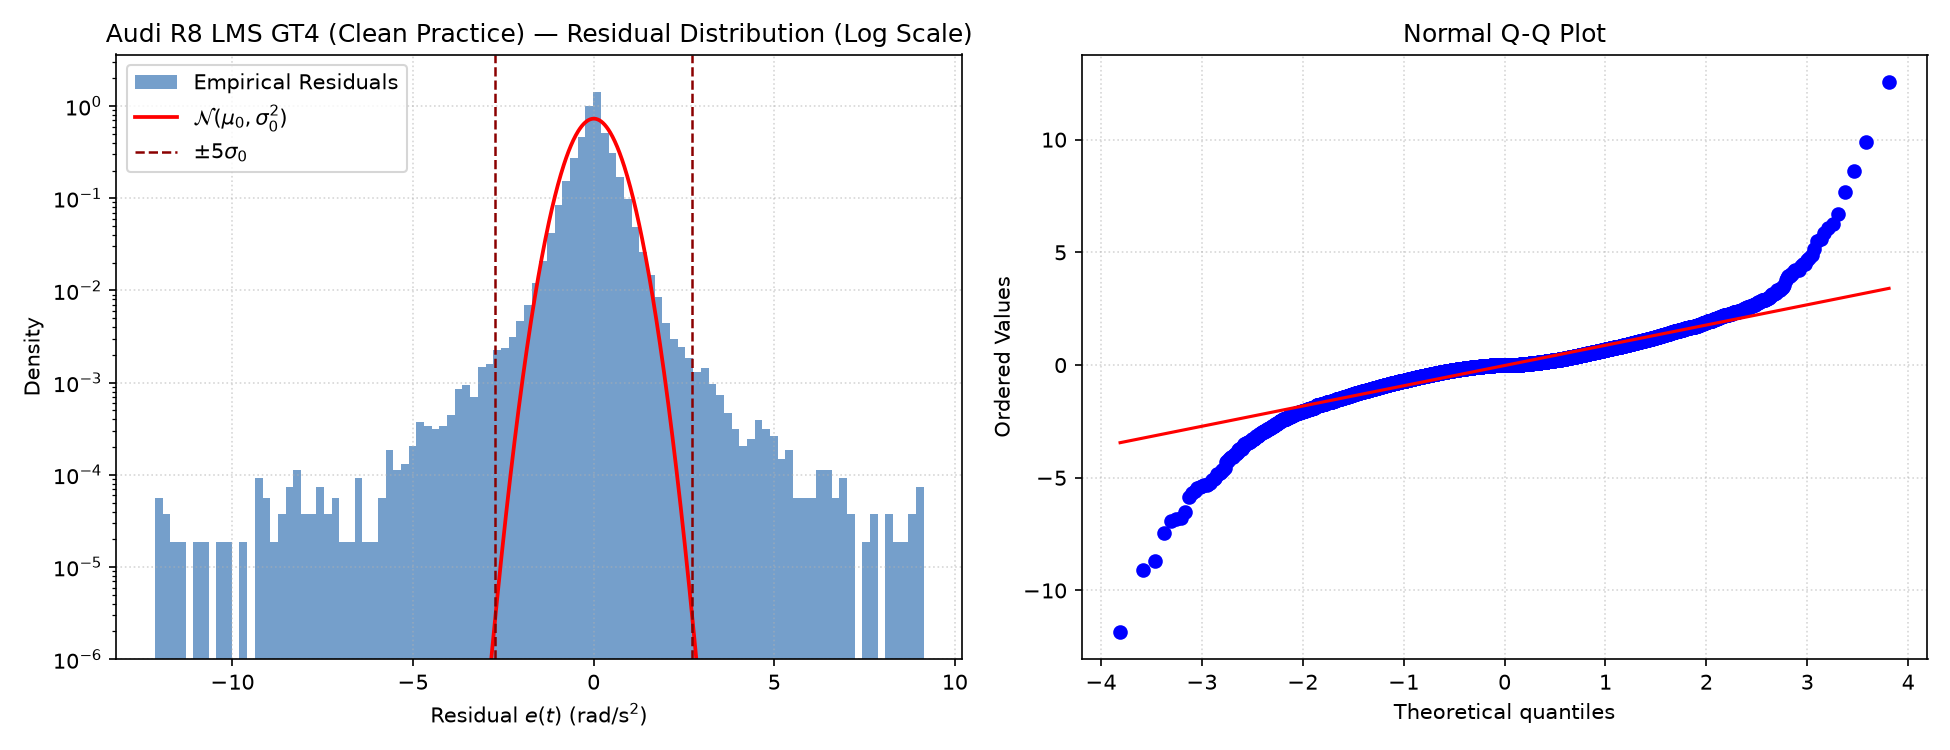 Audi R8 LMS GT4 (Clean Practice) — Residual Distribution (Log Scale)
Empirical Residuals
𝒩(μ₀, σ₀²)
±5σ₀
10⁰
10⁻¹
10⁻²
10⁻³
10⁻⁴
10⁻⁵
10⁻⁶
Density
−10
−5
0
5
10
Residual e(t) (rad/s²)
Normal Q-Q Plot
10
5
0
−5
−10
Ordered Values
−4
−3
−2
−1
0
1
2
3
4
Theoretical quantiles